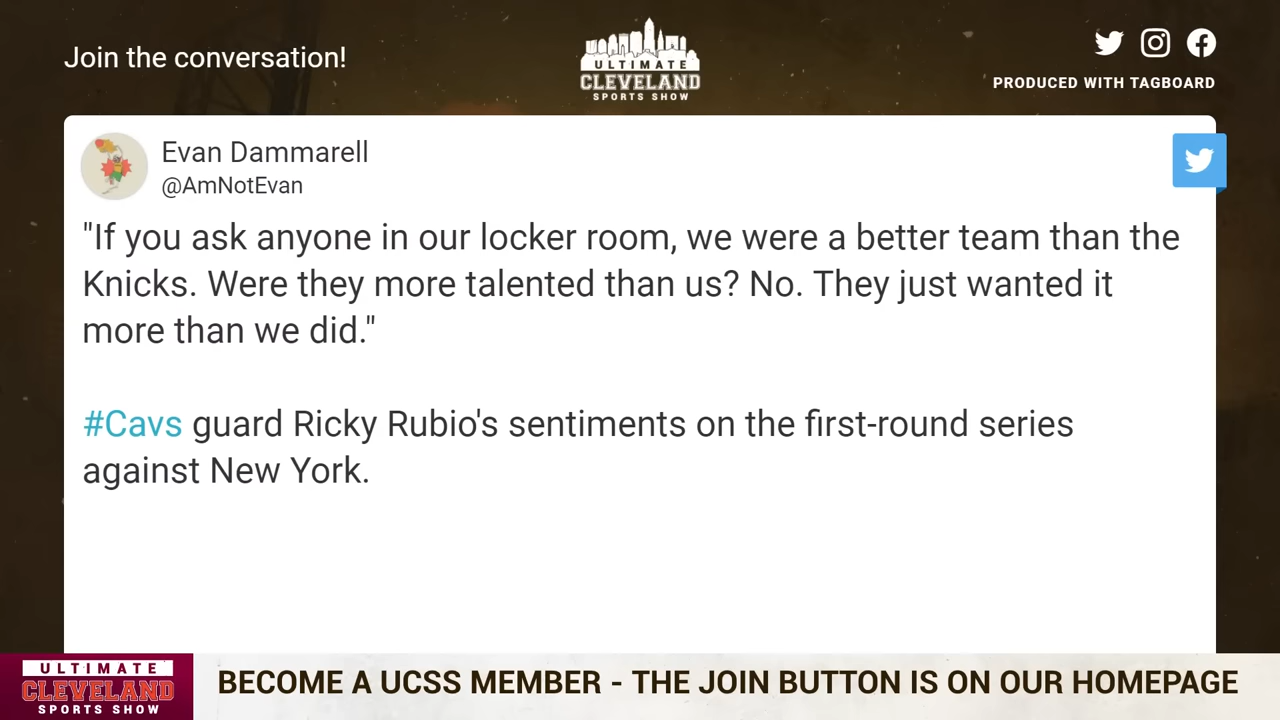 Join the conversation!
ULTIMATE
CLEVELAND
SPORTS SHOW
PRODUCED WITH TAGBOARD
Evan Dammarell
@AmNotEvan
"If you ask anyone in our locker room, we were a better team than the
Knicks. Were they more talented than us? No. They just wanted it
more than we did."
#Cavs guard Ricky Rubio's sentiments on the first-round series
against New York.
ULTIMATE
CLEVELAND
SPORTS SHOW
BECOME A UCSS MEMBER - THE JOIN BUTTON IS ON OUR HOMEPAGE